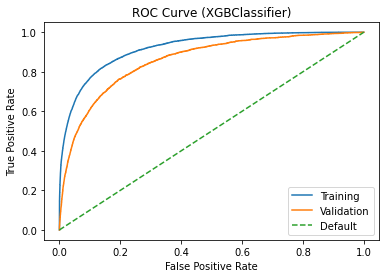 ROC Curve (XGBClassifier)
True Positive Rate
1.0
0.8
0.6
0.4
0.2
0.0
Training
Validation
Default
0.0 0.2 0.4 0.6 0.8 1.0
False Positive Rate